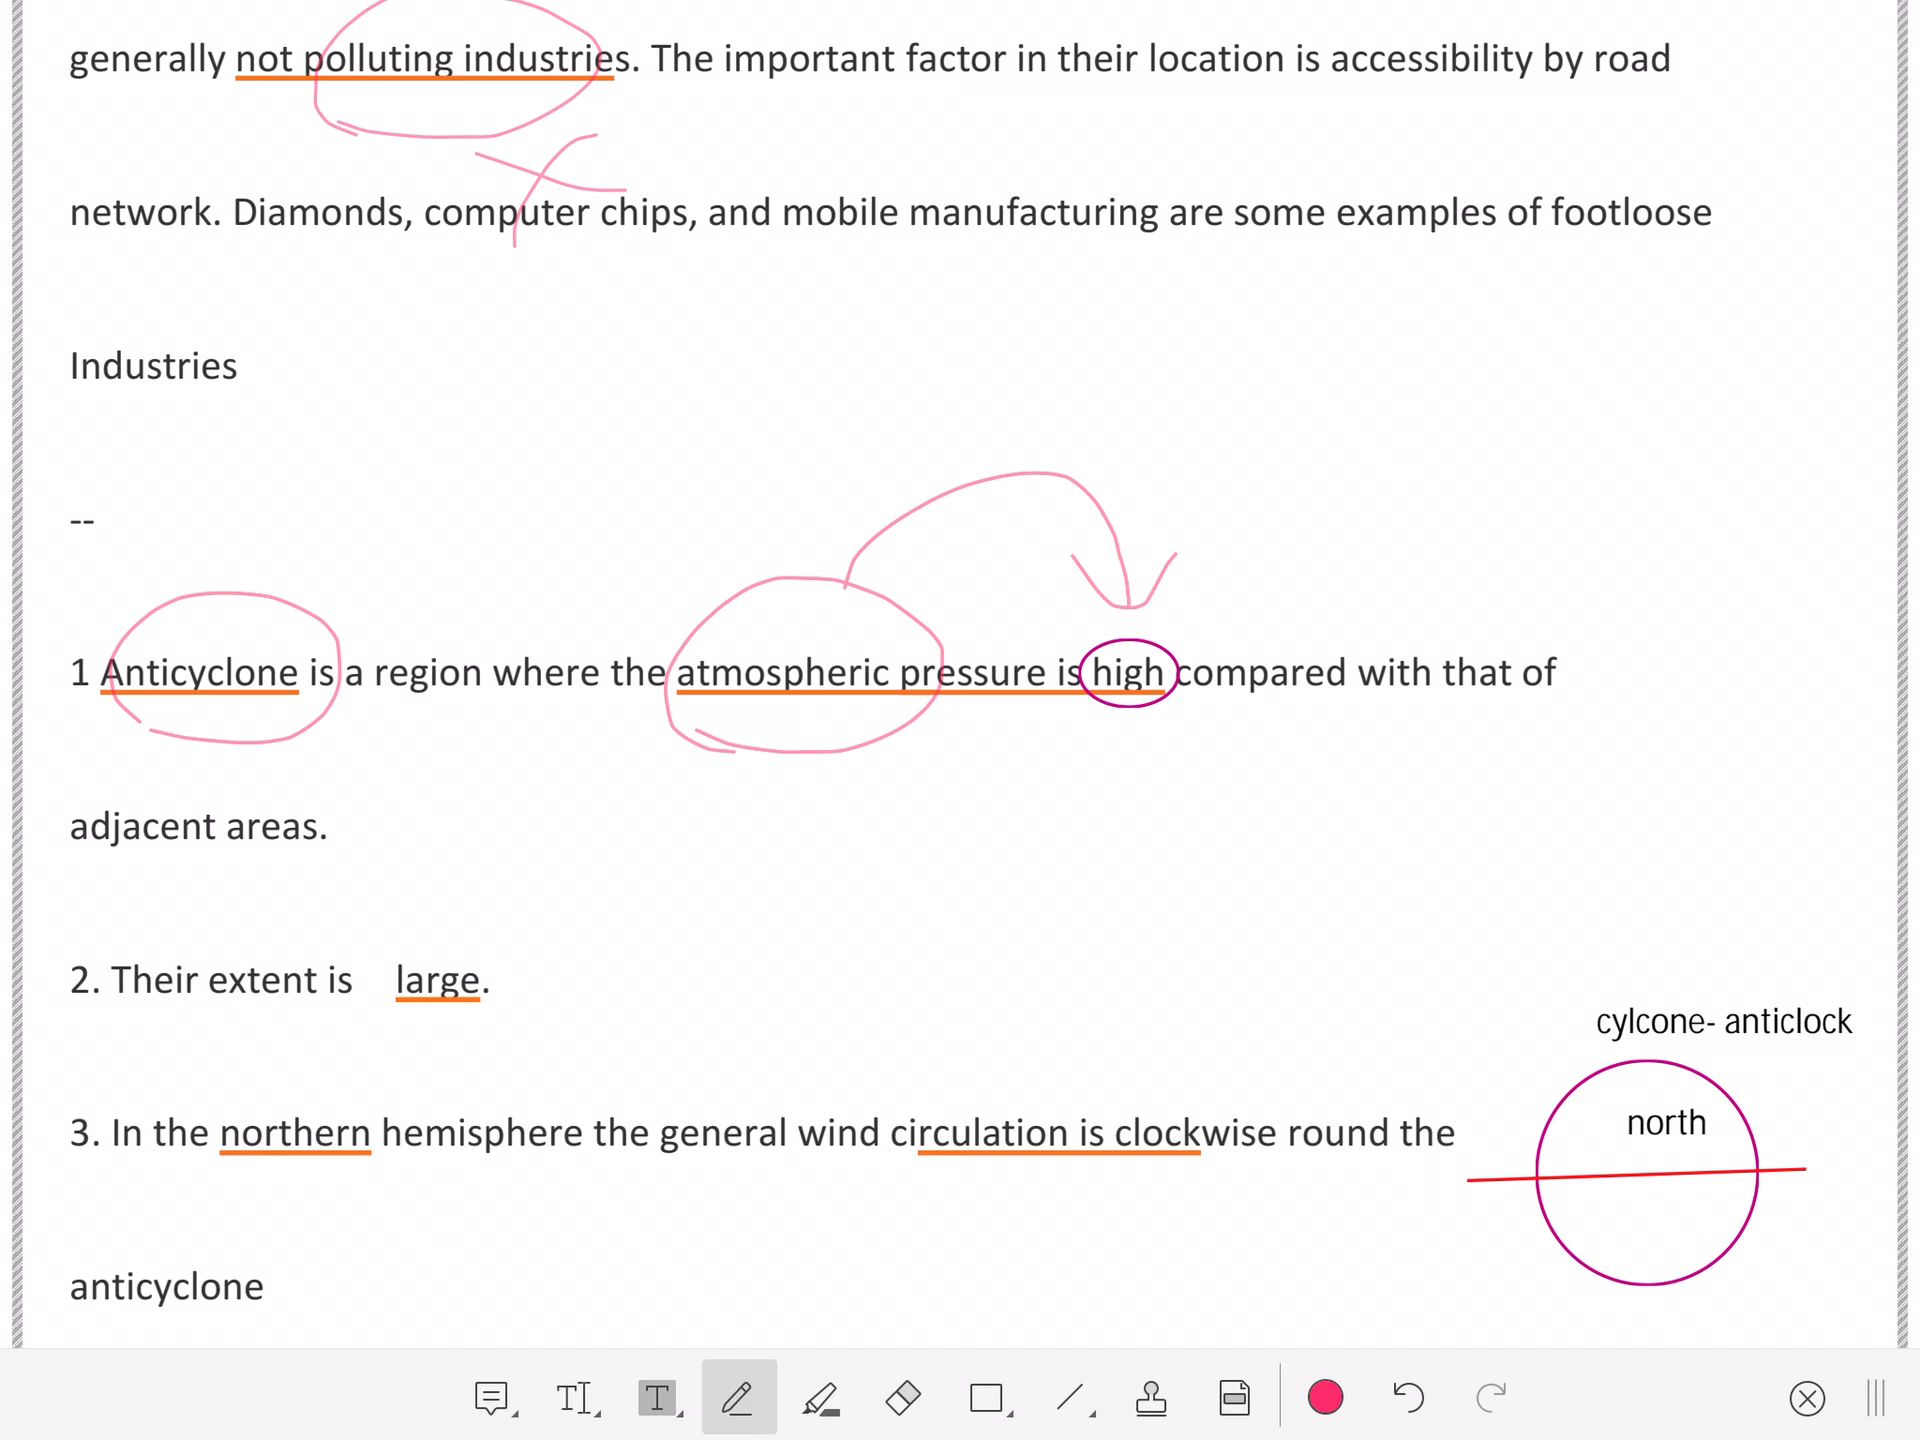 generally not polluting industries. The important factor in their location is accessibility by road
network. Diamonds, computer chips, and mobile manufacturing are some examples of footloose
Industries
--
1 Anticyclone is a region where the atmospheric pressure is high compared with that of
adjacent areas.
2. Their extent is large.
cylcone- anticlock
north
3. In the northern hemisphere the general wind circulation is clockwise round the
anticyclone